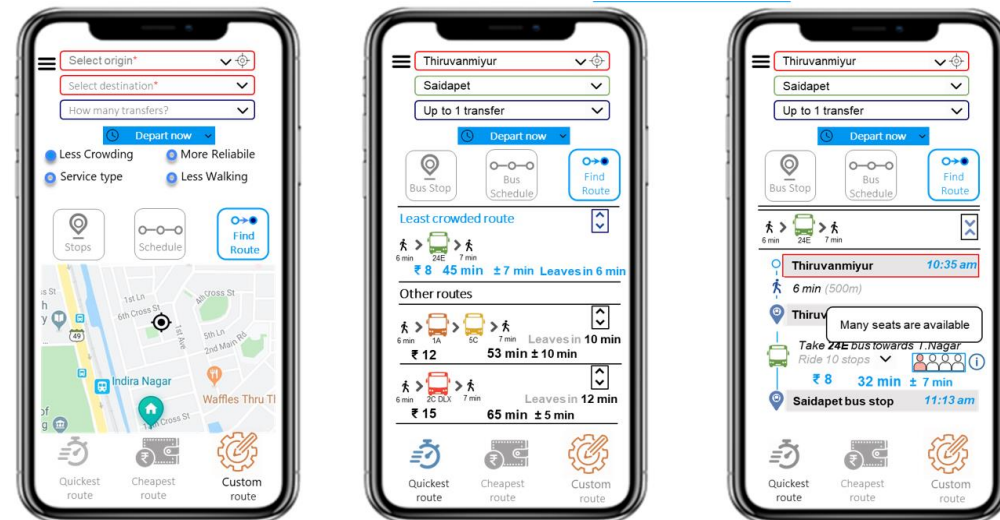 Select origin*
Select destination*
How many transfers?
Depart now
Less Crowding
More Reliabile
Service type
Less Walking
Stops
Schedule
Find
Route
1st Ln
4th Cross St
6th Cross St
1st Ave
5th Ln
2nd Main Rd
49
Indira Nagar
Waffles Thru Th
Cross St
Quickest
route
Cheapest
route
Custom
route
Thiruvanmiyur
Saidapet
Up to 1 transfer
Depart now
Bus Stop
Bus
Schedule
Find
Route
Least crowded route
6 min 24E 7 min
₹ 8 45 min ± 7 min Leaves in 6 min
Other routes
6 min 1A 5C 7 min Leaves in 10 min
₹ 12 53 min ± 10 min
6 min 2C DLX 7 min Leaves in 12 min
₹ 15 65 min ± 5 min
Quickest
route
Cheapest
route
Custom
route
Thiruvanmiyur
Saidapet
Up to 1 transfer
Depart now
Bus Stop
Bus
Schedule
Find
Route
6 min 24E 7 min
Thiruvanmiyur 10:35 am
6 min (500m)
Thiruv
Many seats are available
Take 24E bus towards T.Nagar
Ride 10 stops
₹ 8 32 min ± 7 min
Saidapet bus stop 11:13 am
Quickest
route
Cheapest
route
Custom
route